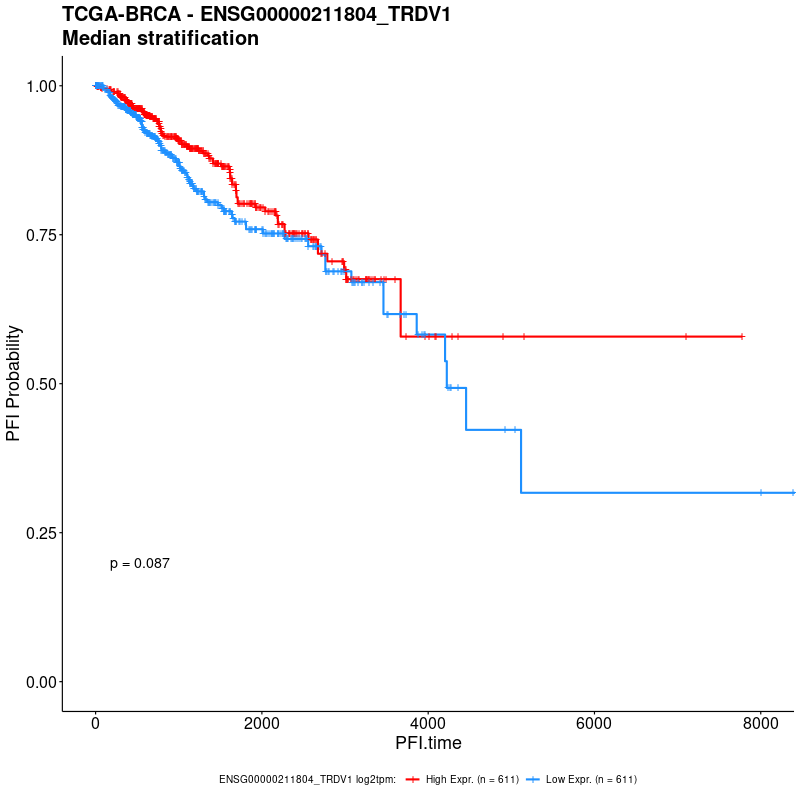 TCGA-BRCA - ENSG00000211804_TRDV1
Median stratification
1.00
0.75
0.50
0.25
0.00
PFI Probability
p = 0.087
0 2000 4000 6000 8000
PFI.time
ENSG00000211804_TRDV1 log2tpm: High Expr. (n = 611) Low Expr. (n = 611)